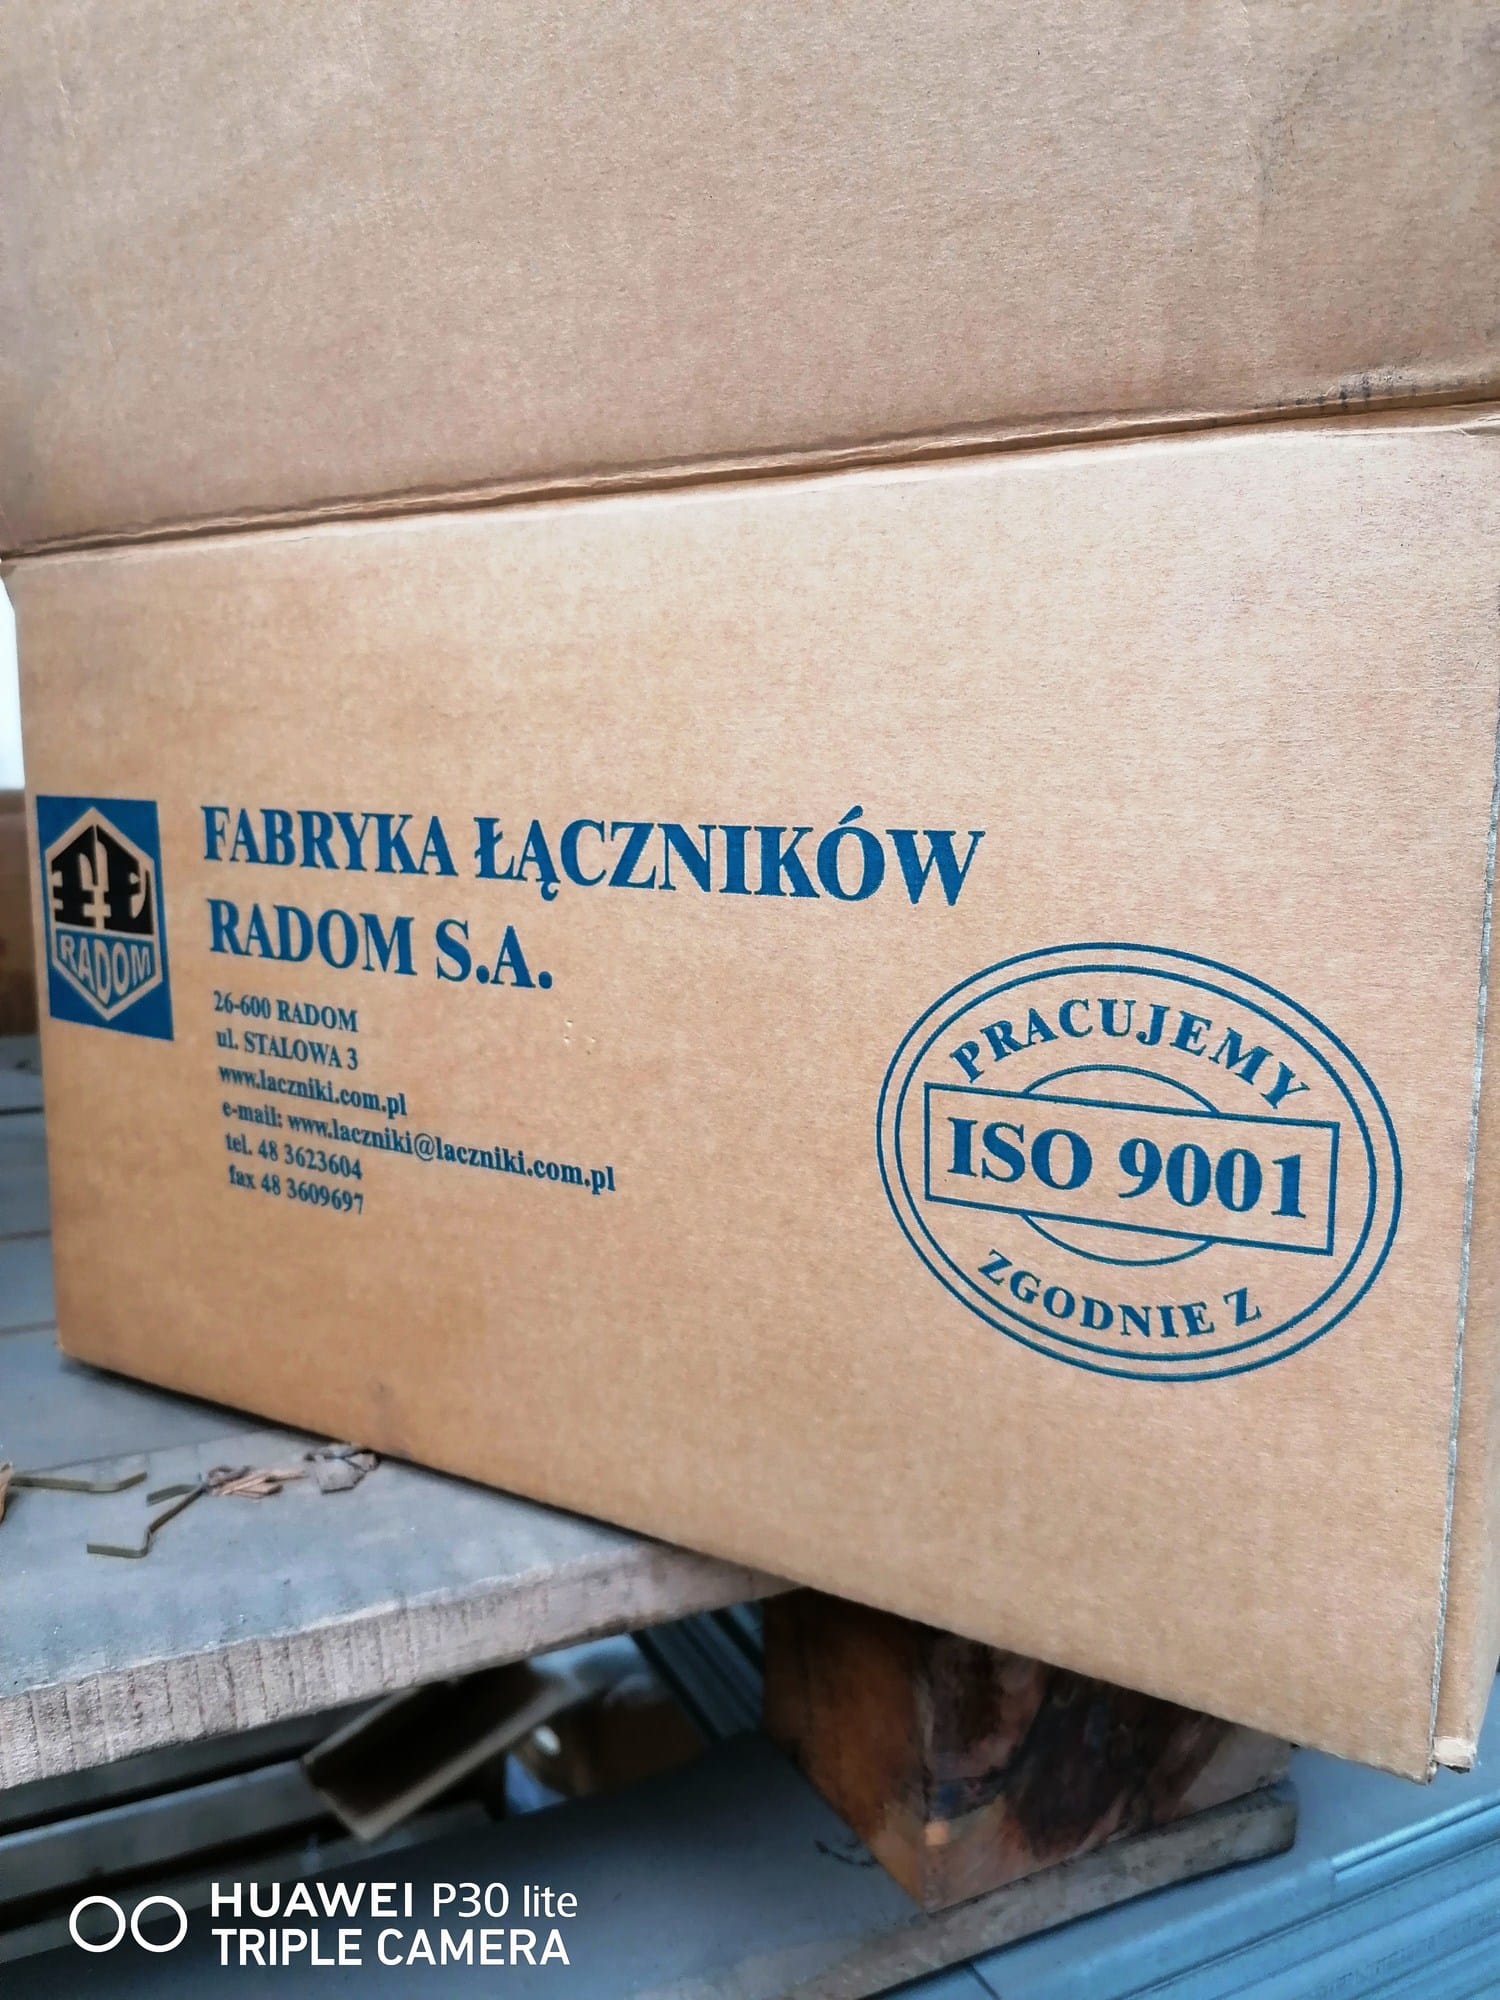 FŁ
RADOM
FABRYKA ŁĄCZNIKÓW
RADOM S.A.
26-600 RADOM
ul. STALOWA 3
www.laczniki.com.pl
e-mail: www.laczniki@laczniki.com.pl
tel. 48 3623604
fax 48 3609697
PRACUJEMY
ISO 9001
ZGODNIE Z
HUAWEI P30 lite
TRIPLE CAMERA